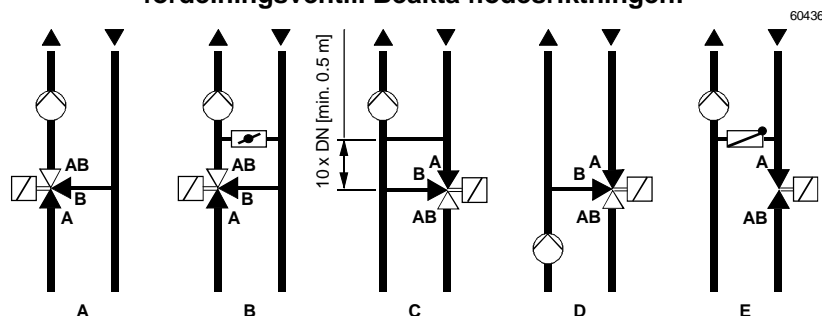 fördelningsventil! Beakta flödesriktningen!
60436
10 x DN [min. 0.5 m]
AB
B
A
A
AB
B
A
B
A
B
AB
C
A
B
AB
D
A
AB
E